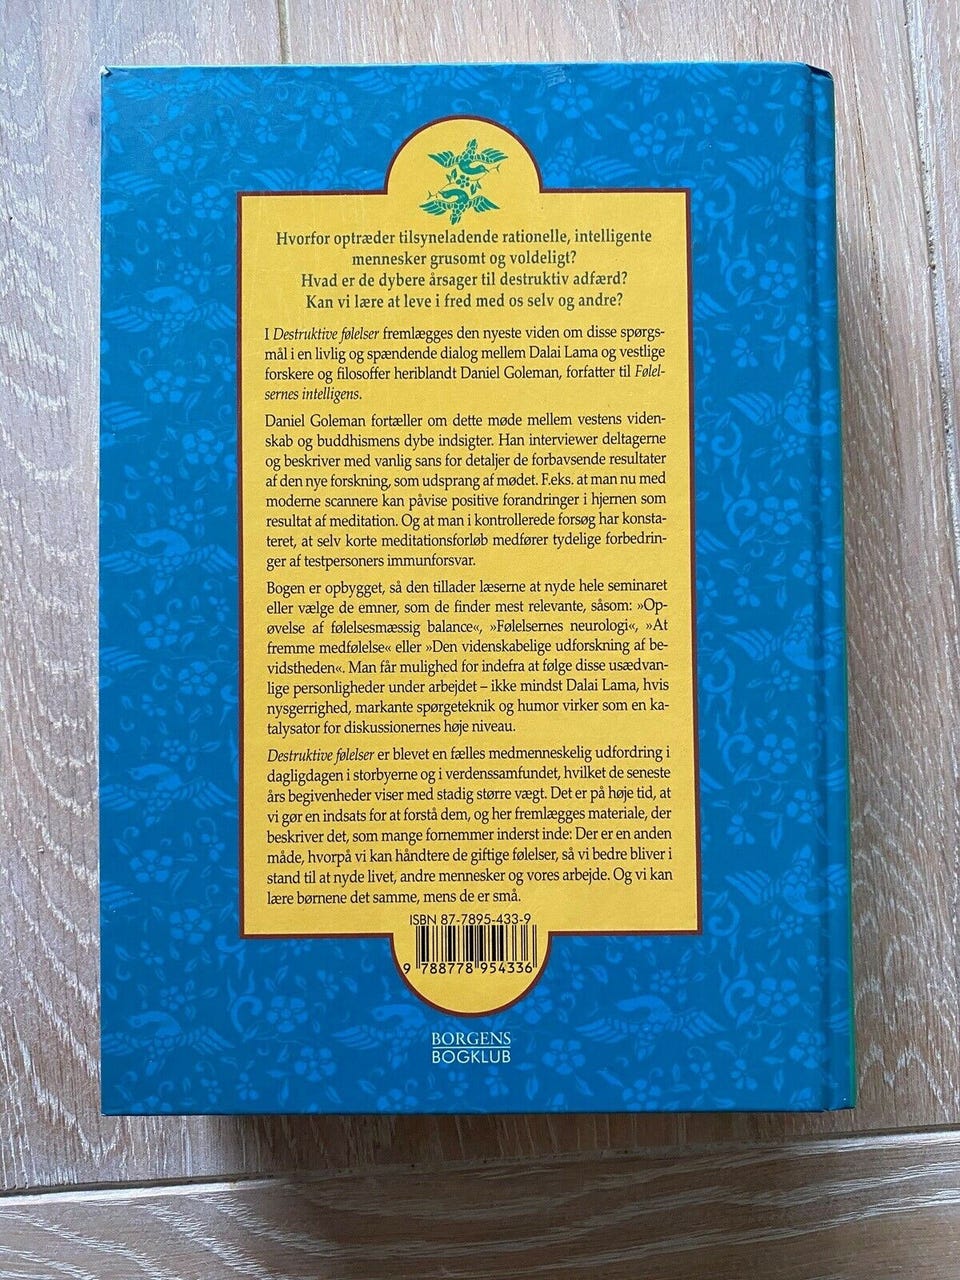 Hvorfor optræder tilsyneladende rationelle, intelligente
mennesker grusomt og voldeligt?
Hvad er de dybere årsager til destruktiv adfærd?
Kan vi lære at leve i fred med os selv og andre?
I Destruktive følelser fremlægges den nyeste viden om disse spørgs-
mål i en livlig og spændende dialog mellem Dalai Lama og vestlige
forskere og filosoffer heriblandt Daniel Goleman, forfatter til Følel-
sernes intelligens.
Daniel Goleman fortæller om dette møde mellem vestens viden-
skab og buddhismens dybe indsigter. Han interviewer deltagerne
og beskriver med vanlig sans for detaljer de forbavsende resultater
af den nye forskning, som udsprang af mødet. F.eks. at man nu med
moderne scannere kan påvise positive forandringer i hjernen som
resultat af meditation. Og at man i kontrollerede forsøg har konsta-
teret, at selv korte meditationsforløb medfører tydelige forbedrin-
ger af testpersoners immunforsvar.
Bogen er opbygget, så den tillader læserne at nyde hele seminaret
eller vælge de emner, som de finder mest relevante, såsom: »Op-
øvelse af følelsesmæssig balance«, »Følelsernes neurologi«, »At
fremme medfølelse« eller »Den videnskabelige udforskning af be-
vidstheden«. Man får mulighed for indefra at følge disse usædvan-
lige personligheder under arbejdet – ikke mindst Dalai Lama, hvis
nysgerrighed, markante spørgeteknik og humor virker som en ka-
talysator for diskussionernes høje niveau.
Destruktive følelser er blevet en fælles medmenneskelig udfordring i
dagligdagen i storbyerne og i verdenssamfundet, hvilket de seneste
års begivenheder viser med stadig større vægt. Det er på høje tid, at
vi gør en indsats for at forstå dem, og her fremlægges materiale, der
beskriver det, som mange fornemmer inderst inde: Der er en anden
måde, hvorpå vi kan håndtere de giftige følelser, så vi bedre bliver i
stand til at nyde livet, andre mennesker og vores arbejde. Og vi kan
lære børnene det samme, mens de er små.
ISBN 87-7895-433-9
9 788778 954336
BORGENS
BOGKLUB